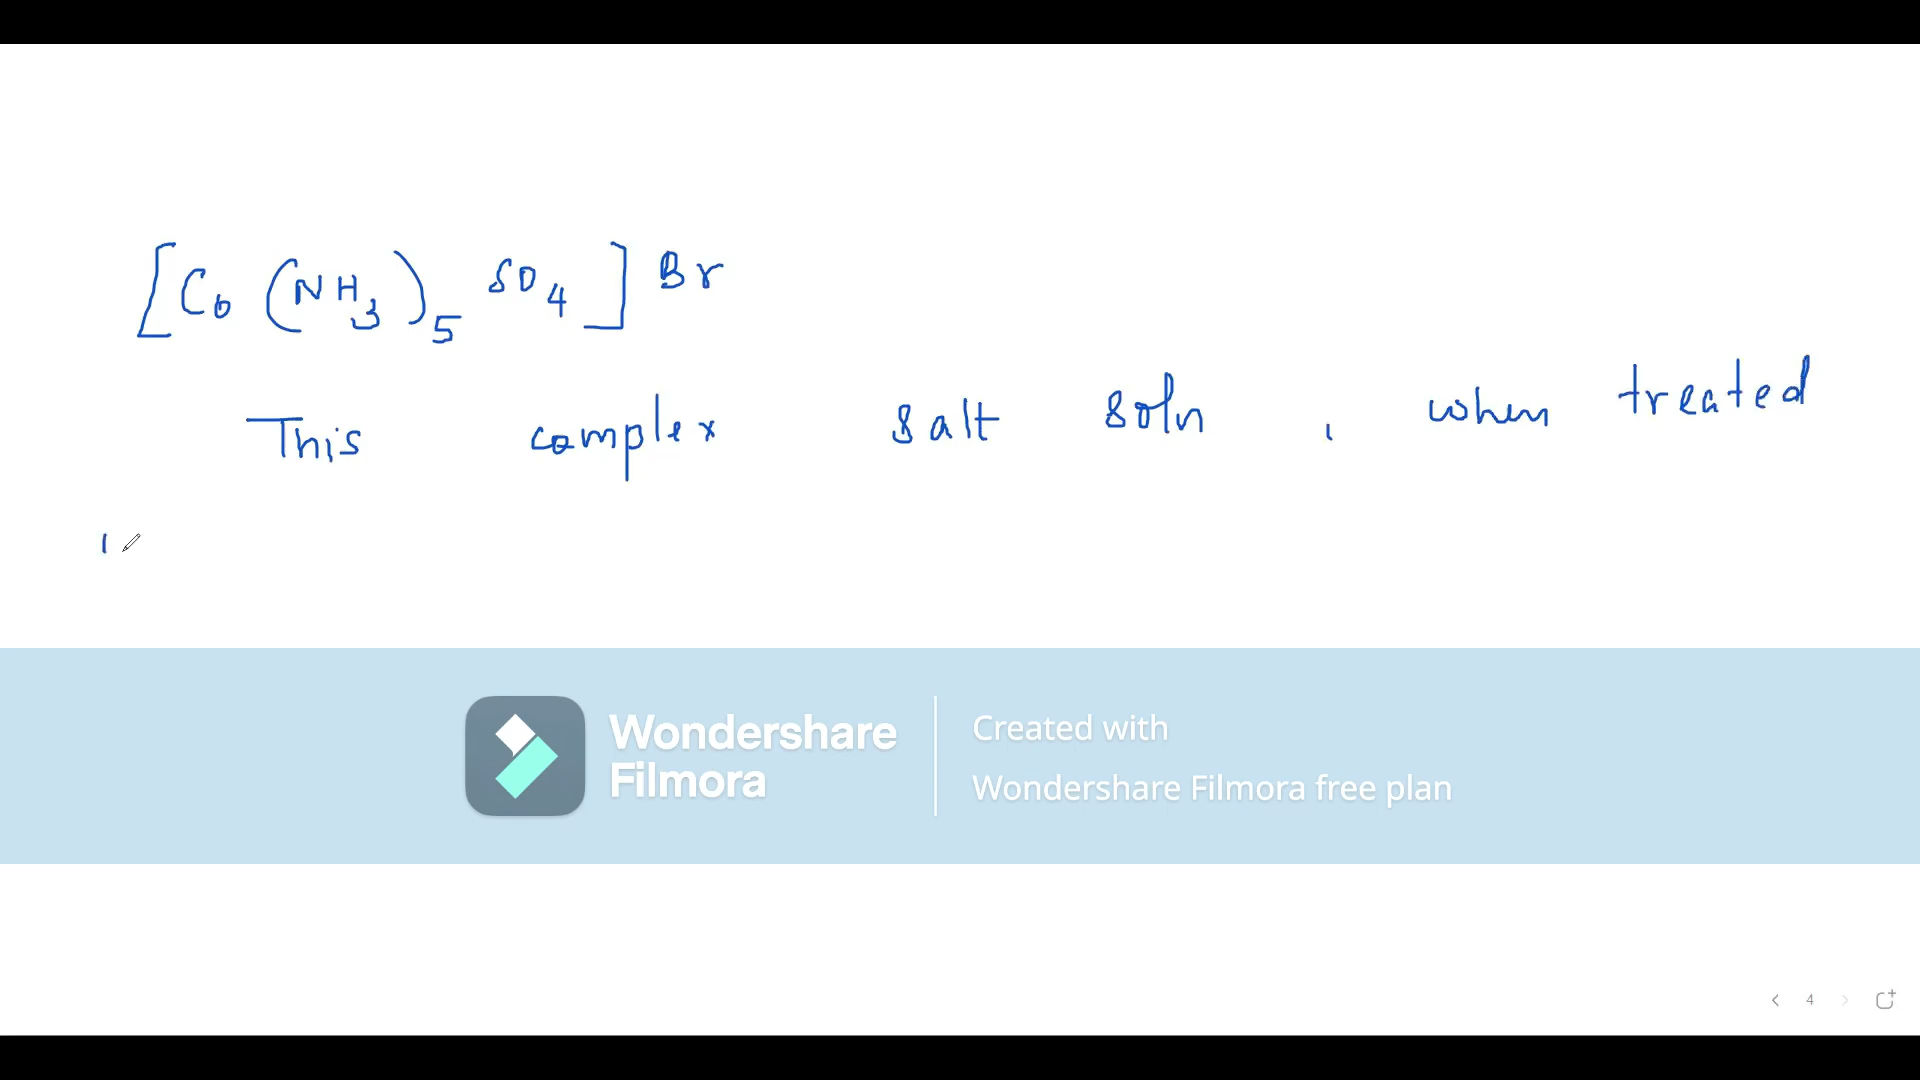 [Co (NH3)5 SO4] Br
This complex salt soln , when treated
Wondershare Filmora
Created with
Wondershare Filmora free plan
4